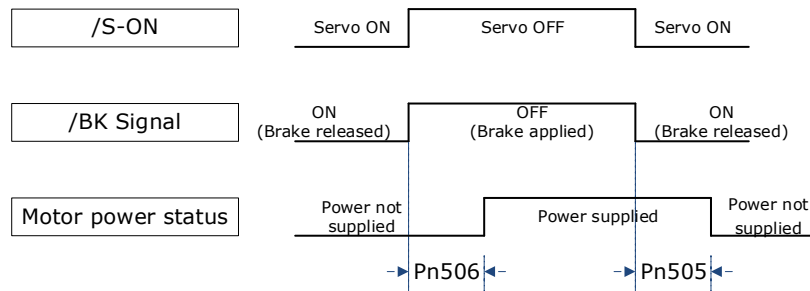 /S-ON
Servo ON Servo OFF Servo ON
/BK Signal
ON OFF ON
(Brake released) (Brake applied) (Brake released)
Motor power status
Power not
supplied
Power supplied
Power not
supplied
Pn506 Pn505